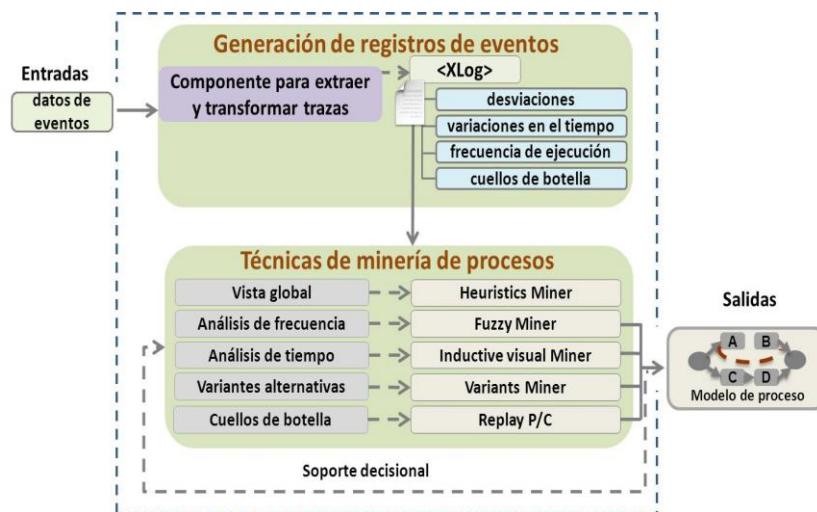 Generación de registros de eventos
Entradas
datos de
eventos
Componente para extraer
y transformar trazas
<XLog>
desviaciones
variaciones en el tiempo
frecuencia de ejecución
cuellos de botella
Técnicas de minería de procesos
Vista global
Heuristics Miner
Análisis de frecuencia
Fuzzy Miner
Análisis de tiempo
Inductive visual Miner
Variantes alternativas
Variants Miner
Cuellos de botella
Replay P/C
Soporte decisional
Salidas
A
B
C
D
Modelo de proceso